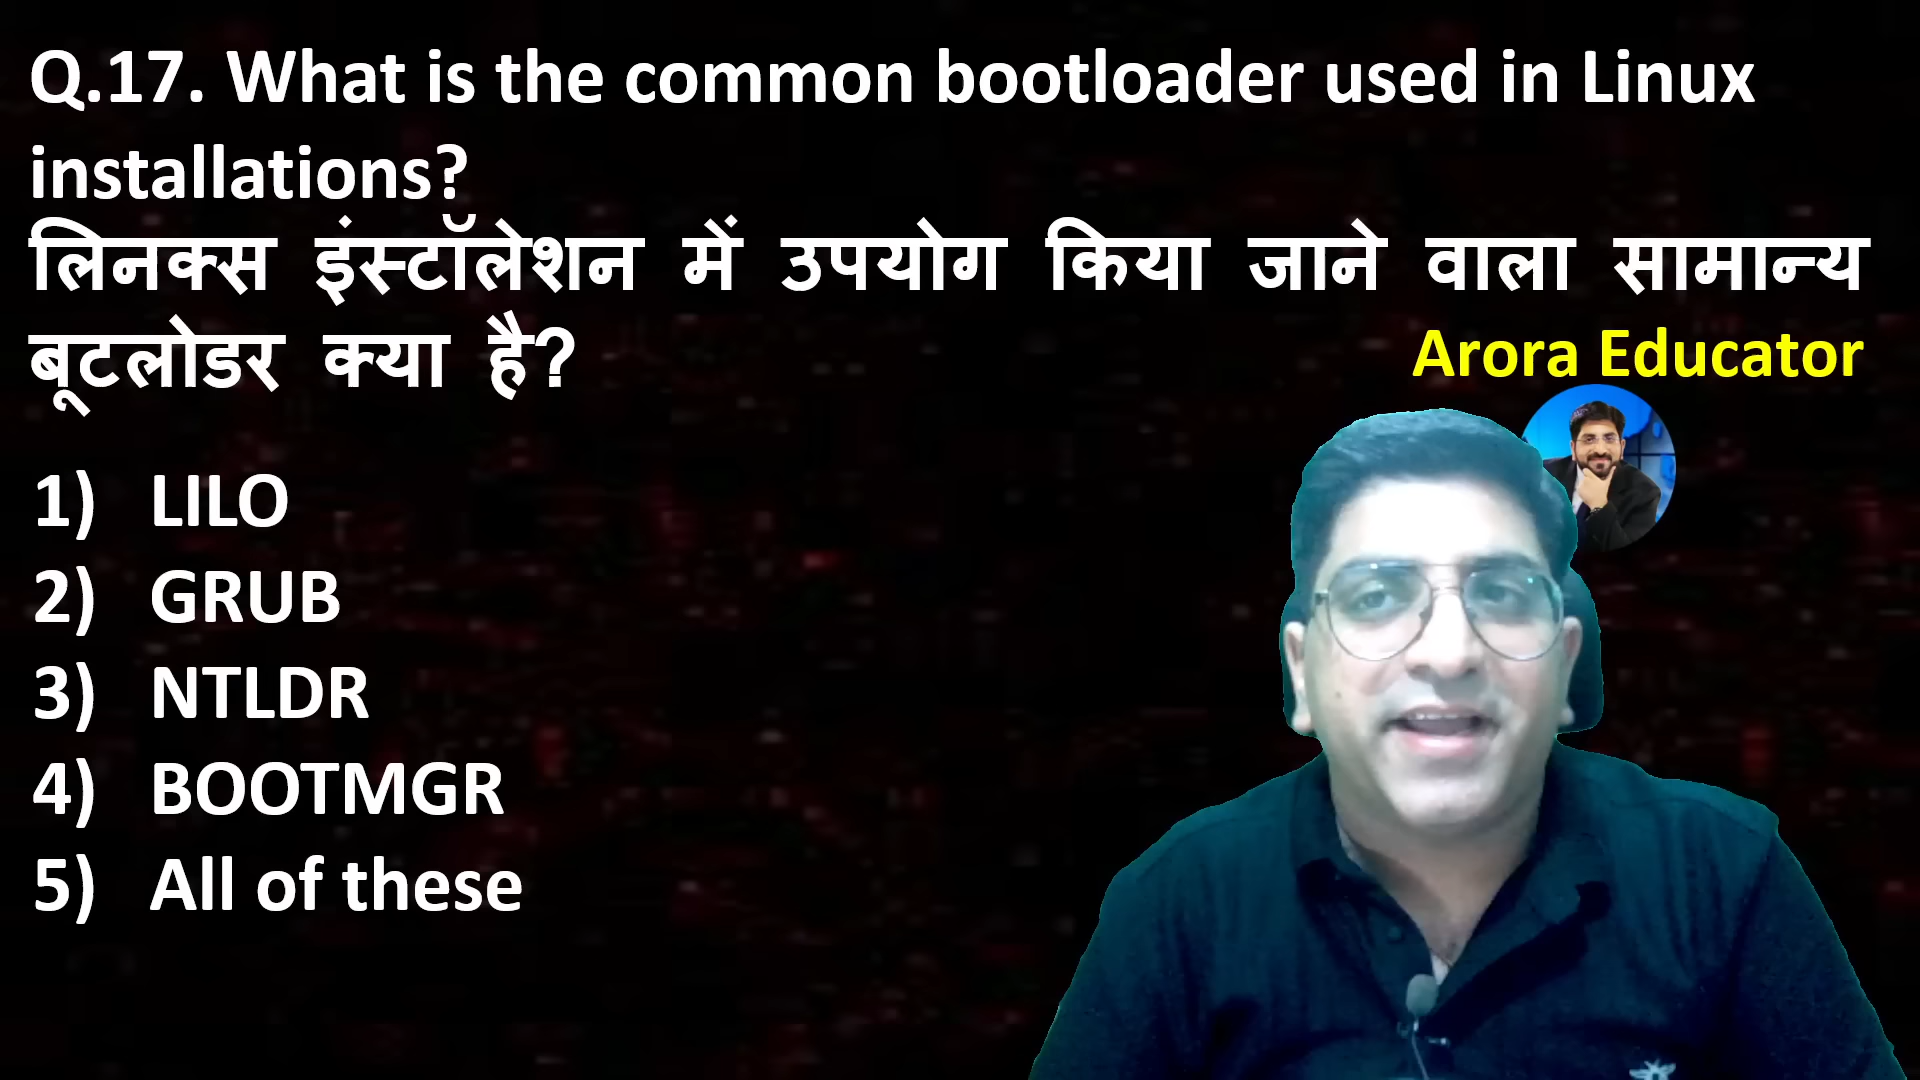 Q.17. What is the common bootloader used in Linux
installations?
लिनक्स इंस्टॉलेशन में उपयोग किया जाने वाला सामान्य
बूटलोडर क्या है?
Arora Educator
1) LILO
2) GRUB
3) NTLDR
4) BOOTMGR
5) All of these